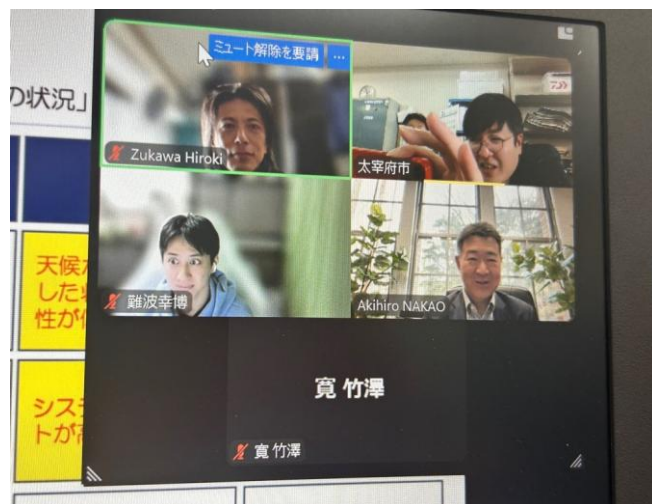 の状況」
ミュート解除を要請
Zukawa Hiroki
太宰府市
難波幸博
Akihiro NAKAO
天候
した
性が
寛 竹澤
シス
トが
寛 竹澤